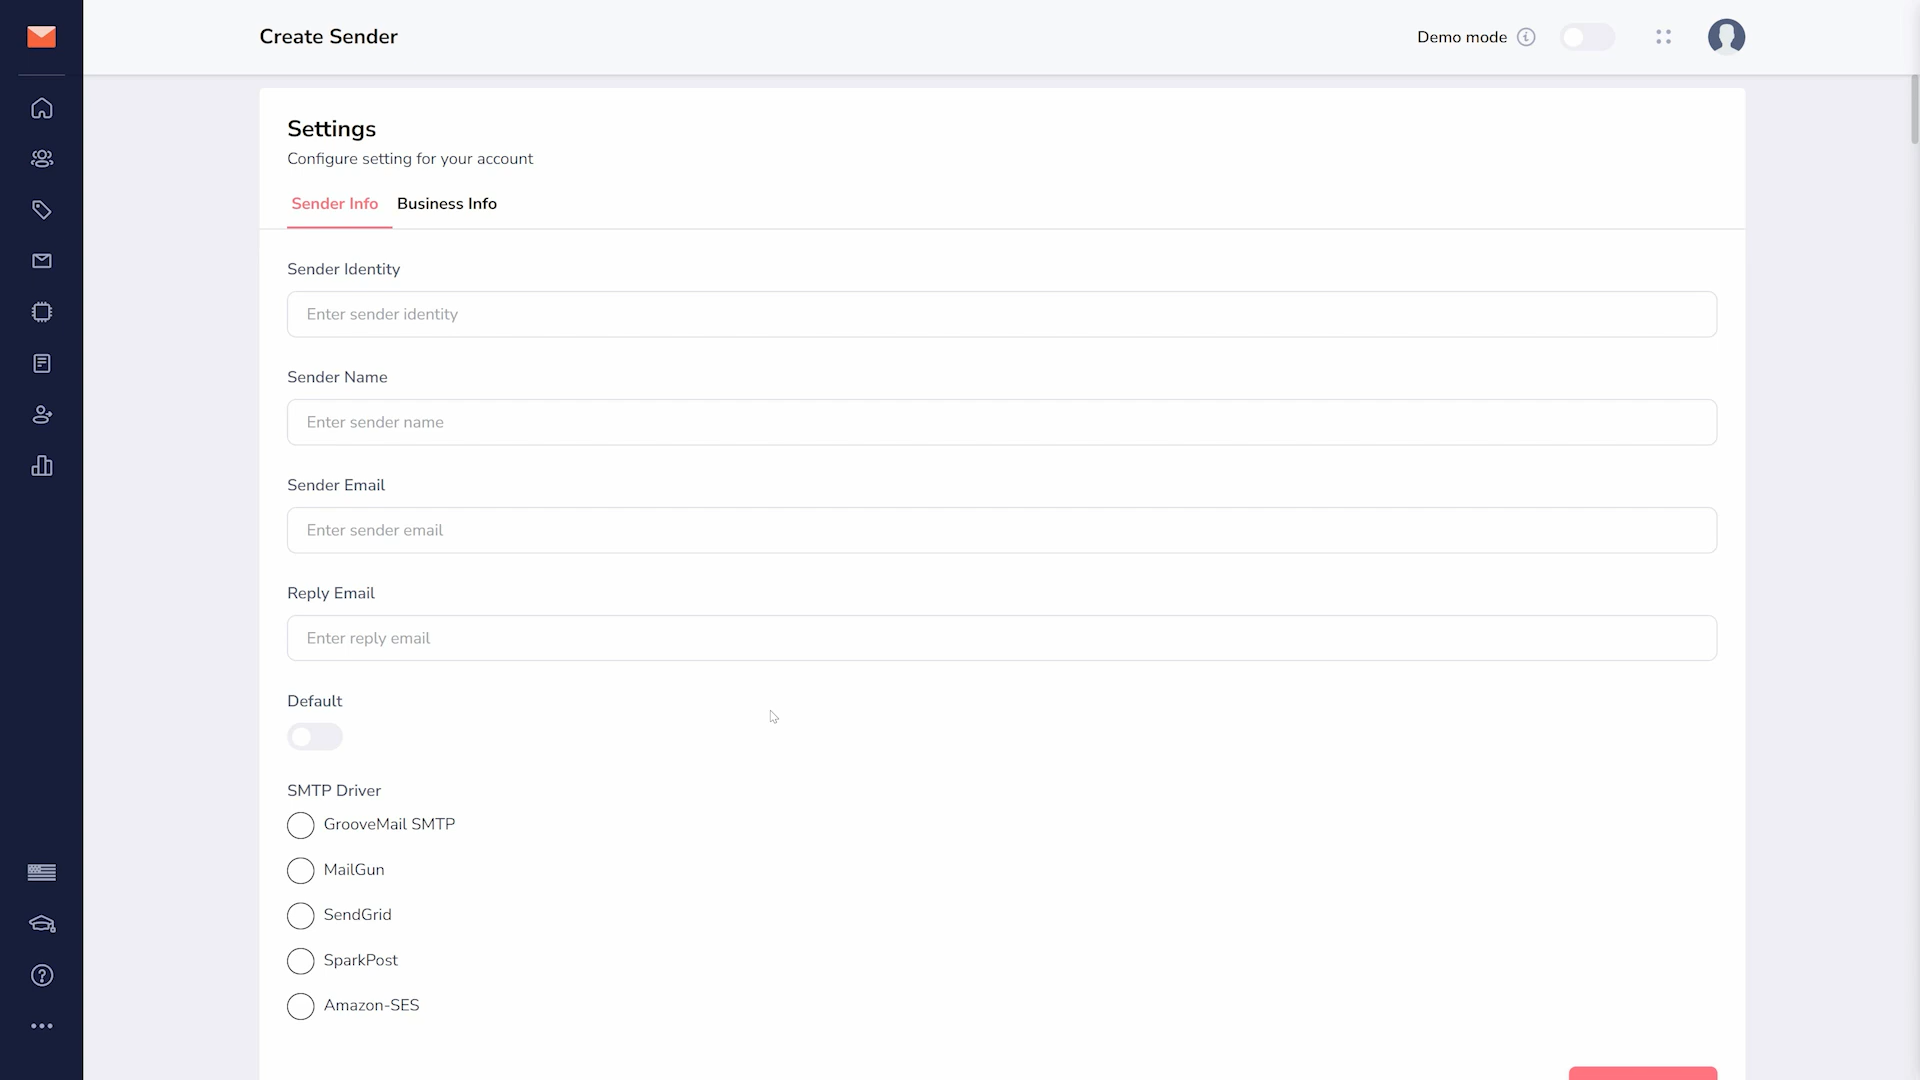 Create Sender
Demo mode
Settings
Configure setting for your account
Sender Info
Business Info
Sender Identity
Enter sender identity
Sender Name
Enter sender name
Sender Email
Enter sender email
Reply Email
Enter reply email
Default
SMTP Driver
GrooveMail SMTP
MailGun
SendGrid
SparkPost
Amazon-SES